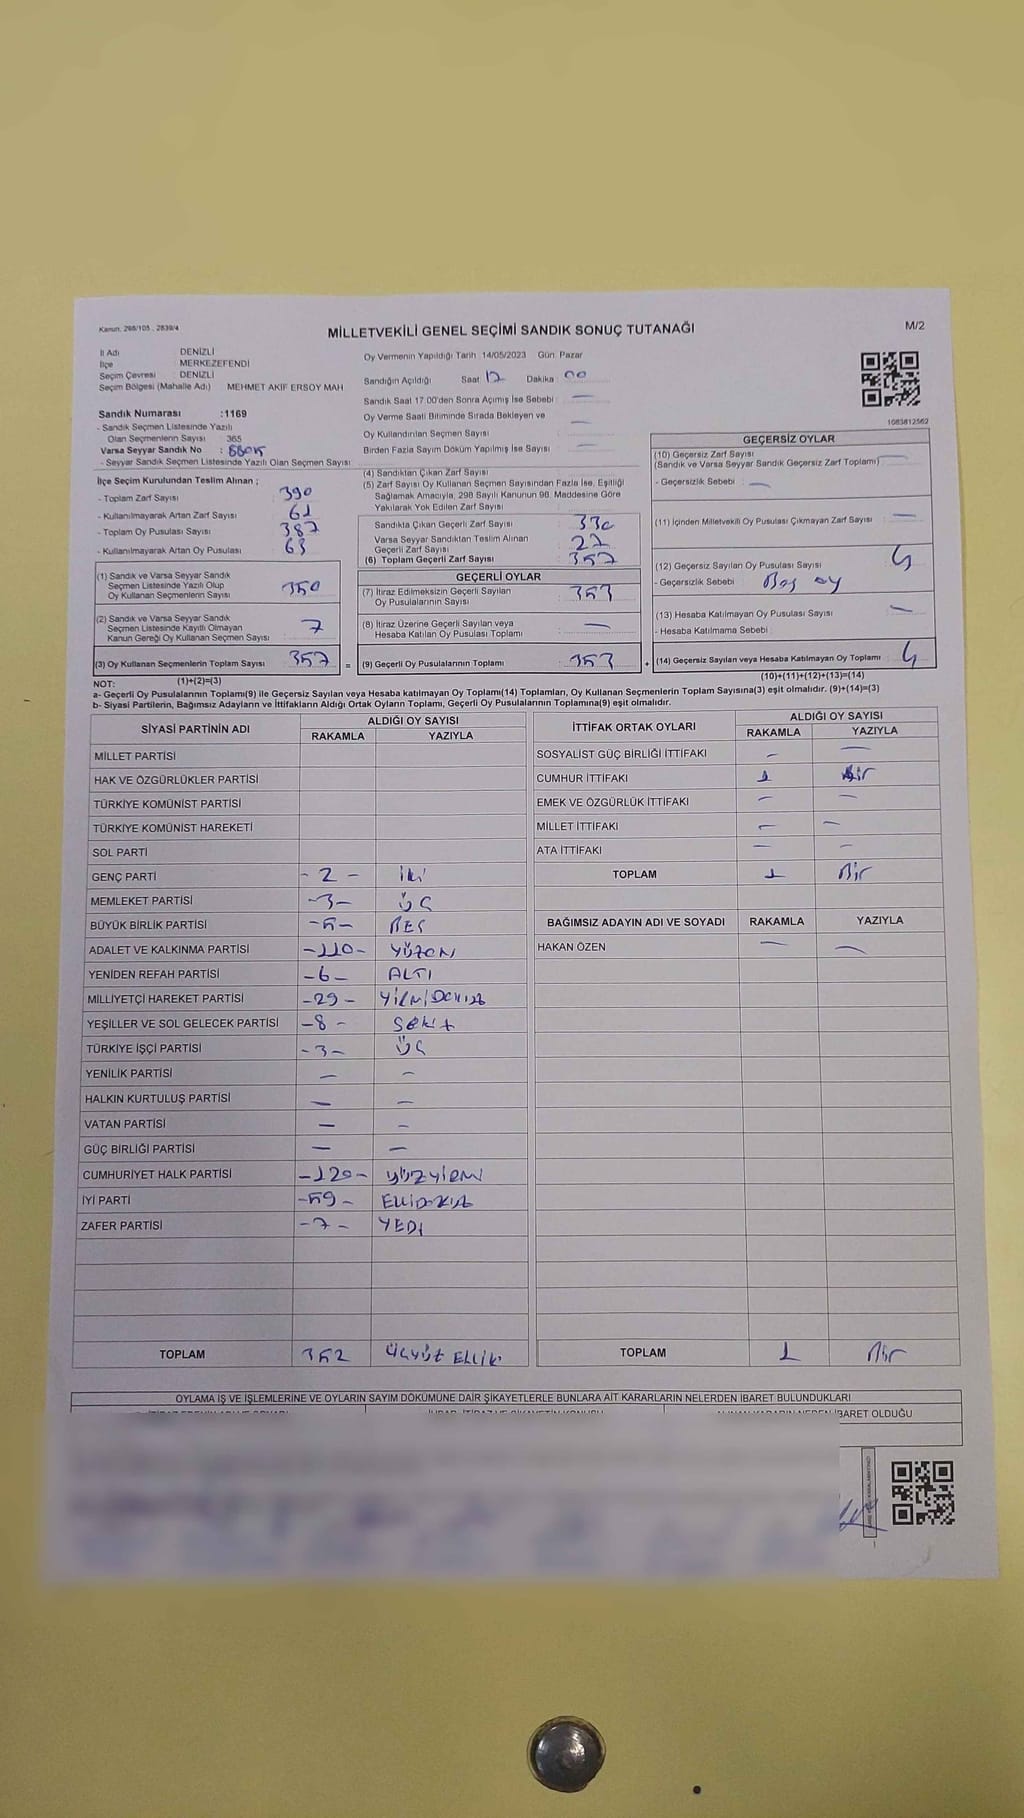 Kanun: 298/105 , 2839/4
MİLLETVEKİLİ GENEL SEÇİMİ SANDIK SONUÇ TUTANAĞI
M/2
İl Adı : DENİZLİ
İlçe : MERKEZEFENDİ
Seçim Çevresi : DENİZLİ
Seçim Bölgesi (Mahalle Adı) MEHMET AKİF ERSOY MAH
Sandık Numarası :1169
- Sandık Seçmen Listesinde Yazılı
Olan Seçmenlerin Sayısı : 365
Varsa Seyyar Sandık No :
- Seyyar Sandık Seçmen Listesinde Yazılı Olan Seçmen Sayısı :
Oy Vermenin Yapıldığı Tarih 14/05/2023 Gün Pazar
Sandığın Açıldığı Saat 17 Dakika 00
Sandık Saat 17.00'den Sonra Açımış İse Sebebi : —
Oy Verme Saati Bitiminde Sırada Bekleyen ve
Oy Kullandırılan Seçmen Sayısı : —
Birden Fazla Sayım Döküm Yapılmış İse Sayısı : —
1083812562
İlçe Seçim Kurulundan Teslim Alınan ;
- Toplam Zarf Sayısı : 390
- Kullanılmayarak Artan Zarf Sayısı : 61
- Toplam Oy Pusulası Sayısı : 387
- Kullanılmayarak Artan Oy Pusulası : 63
(1) Sandık ve Varsa Seyyar Sandık
Seçmen Listesinde Yazılı Olup
Oy Kullanan Seçmenlerin Sayısı : 350
(2) Sandık ve Varsa Seyyar Sandık
Seçmen Listesinde Kayıtlı Olmayan
Kanun Gereği Oy Kullanan Seçmen Sayısı : 7
(3) Oy Kullanan Seçmenlerin Toplam Sayısı : 357 =
(4) Sandıktan Çıkan Zarf Sayısı :
(5) Zarf Sayısı Oy Kullanan Seçmen Sayısından Fazla İse, Eşitliği
Sağlamak Amacıyla, 298 Sayılı Kanunun 98. Maddesine Göre
Yakılarak Yok Edilen Zarf Sayısı :
Sandıkta Çıkan Geçerli Zarf Sayısı : 330
Varsa Seyyar Sandıktan Teslim Alınan
Geçerli Zarf Sayısı : 27
(6) Toplam Geçerli Zarf Sayısı : 357
GEÇERLİ OYLAR
(7) İtiraz Edilmeksizin Geçerli Sayılan
Oy Pusulalarının Sayısı : 353
(8) İtiraz Üzerine Geçerli Sayılan veya
Hesaba Katılan Oy Pusulası Toplamı : —
(9) Geçerli Oy Pusulalarının Toplamı : 353 +
GEÇERSİZ OYLAR
(10) Geçersiz Zarf Sayısı
(Sandık ve Varsa Seyyar Sandık Geçersiz Zarf Toplamı) : —
- Geçersizlik Sebebi : —
(11) İçinden Milletvekili Oy Pusulası Çıkmayan Zarf Sayısı : —
(12) Geçersiz Sayılan Oy Pusulası Sayısı : 4
- Geçersizlik Sebebi : Boş oy
(13) Hesaba Katılmayan Oy Pusulası Sayısı : —
- Hesaba Katılmama Sebebi :
(14) Geçersiz Sayılan veya Hesaba Katılmayan Oy Toplamı : 4
NOT: (1)+(2)=(3) (10)+(11)+(12)+(13)=(14)
a- Geçerli Oy Pusulalarının Toplamı(9) ile Geçersiz Sayılan veya Hesaba katılmayan Oy Toplamı(14) Toplamları, Oy Kullanan Seçmenlerin Toplam Sayısına(3) eşit olmalıdır. (9)+(14)=(3)
b- Siyasi Partilerin, Bağımsız Adayların ve İttifakların Aldığı Ortak Oyların Toplamı, Geçerli Oy Pusulalarının Toplamına(9) eşit olmalıdır.
SİYASİ PARTİNİN ADI ALDIĞI OY SAYISI
RAKAMLA YAZIYLA
MİLLET PARTİSİ
HAK VE ÖZGÜRLÜKLER PARTİSİ
TÜRKİYE KOMÜNİST PARTİSİ
TÜRKİYE KOMÜNİST HAREKETİ
SOL PARTİ
GENÇ PARTİ - 2 - iki
MEMLEKET PARTİSİ -3- ÜÇ
BÜYÜK BİRLİK PARTİSİ -5- BEŞ
ADALET VE KALKINMA PARTİSİ -110- YÜZON
YENİDEN REFAH PARTİSİ -6- ALTI
MİLLİYETÇİ HAREKET PARTİSİ -29- YİRMİDOKUZ
YEŞİLLER VE SOL GELECEK PARTİSİ -8- SEKİZ
TÜRKİYE İŞÇİ PARTİSİ -3- ÜÇ
YENİLİK PARTİSİ — —
HALKIN KURTULUŞ PARTİSİ — —
VATAN PARTİSİ — —
GÜÇ BİRLİĞİ PARTİSİ — —
CUMHURİYET HALK PARTİSİ -120- YÜZYİRMİ
İYİ PARTİ -59- ELLİDOKUZ
ZAFER PARTİSİ -7- YEDİ
TOPLAM 352 ÜÇYÜZ ELLİİKİ
İTTİFAK ORTAK OYLARI ALDIĞI OY SAYISI
RAKAMLA YAZIYLA
SOSYALİST GÜÇ BİRLİĞİ İTTİFAKI — —
CUMHUR İTTİFAKI 1 Bir
EMEK VE ÖZGÜRLÜK İTTİFAKI — —
MİLLET İTTİFAKI — —
ATA İTTİFAKI — —
TOPLAM 1 Bir
BAĞIMSIZ ADAYIN ADI VE SOYADI RAKAMLA YAZIYLA
HAKAN ÖZEN — —
TOPLAM 1 Bir
OYLAMA İŞ VE İŞLEMLERİNE VE OYLARIN SAYIM DÖKÜMÜNE DAİR ŞİKAYETLERLE BUNLARA AİT KARARLARIN NELERDEN İBARET BULUNDUKLARI
İBARET OLDUĞU